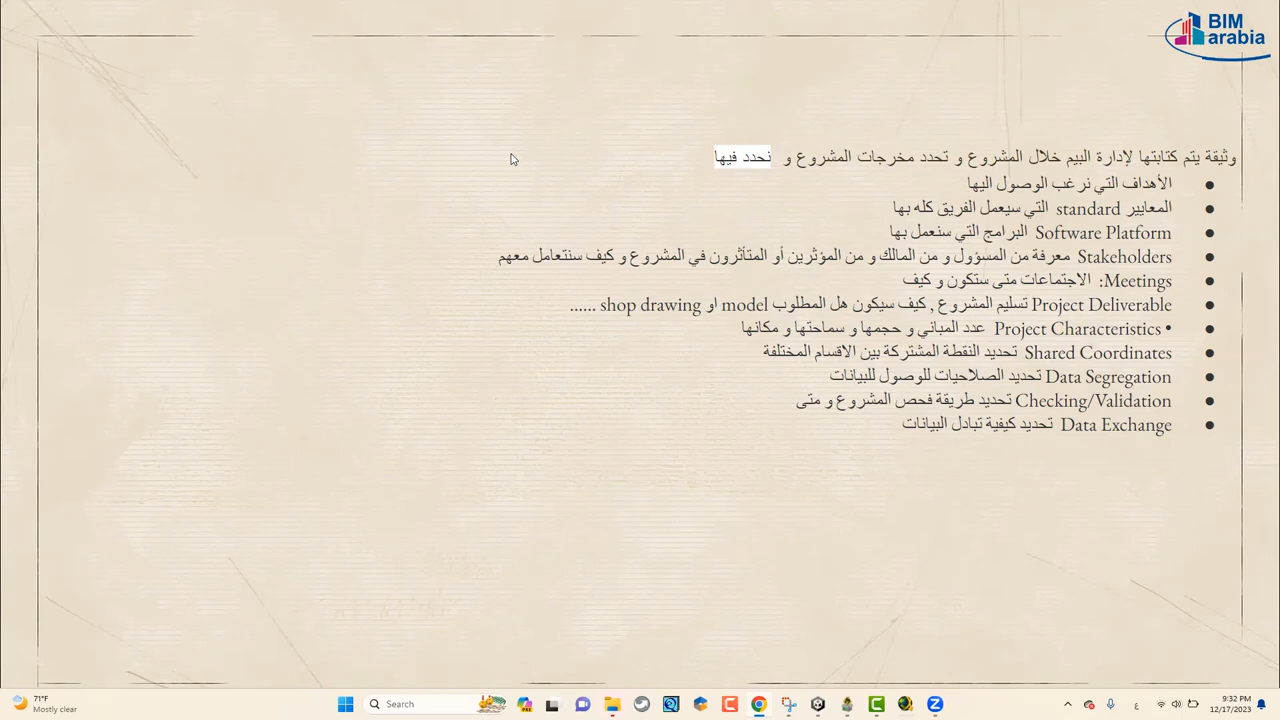 BIM
arabia
وثيقة يتم كتابتها لإدارة البيم خلال المشروع و تحدد مخرجات المشروع و نحدد فيها
● الأهداف التي نرغب الوصول اليها
● المعايير standard التي سيعمل الفريق كله بها
● Software Platform البرامج التي سنعمل بها
● Stakeholders معرفة من المسؤول و من المالك و من المؤثرين أو المتأثرون في المشروع و كيف سنتعامل معهم
● Meetings: الاجتماعات متى ستكون و كيف
● Project Deliverable تسليم المشروع , كيف سيكون هل المطلوب model او shop drawing ......
● • Project Characteristics عدد المباني و حجمها و سماحتها و مكانها
● Shared Coordinates تحديد النقطة المشتركة بين الاقسام المختلفة
● Data Segregation تحديد الصلاحيات للوصول للبيانات
● Checking/Validation تحديد طريقة فحص المشروع و متى
● Data Exchange تحديد كيفية تبادل البيانات
71°F
Mostly clear
Search
ع
9:32 PM
12/17/2023